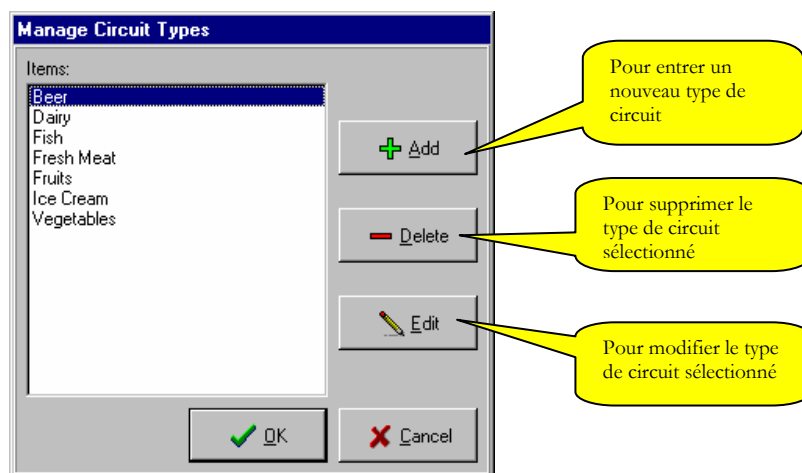 Manage Circuit Types
Items:
Beer
Dairy
Fish
Fresh Meat
Fruits
Ice Cream
Vegetables
Add
Delete
Edit
OK
Cancel
Pour entrer un
nouveau type de
circuit
Pour supprimer le
type de circuit
sélectionné
Pour modifier le type
de circuit sélectionné